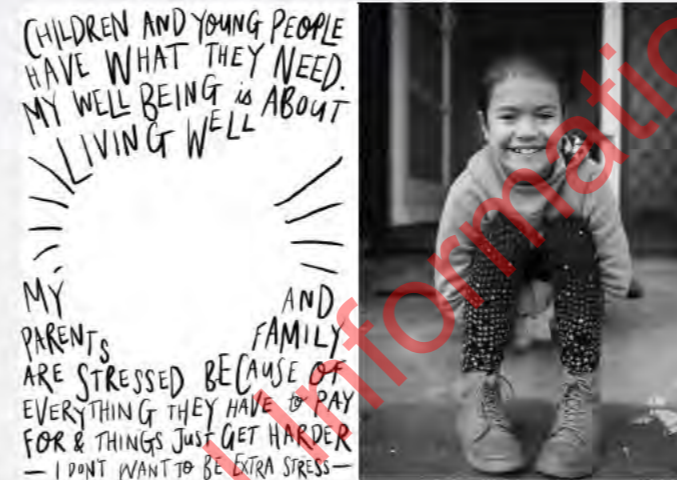 CHILDREN AND YOUNG PEOPLE
HAVE WHAT THEY NEED.
MY WELL BEING is ABOUT
LIVING WELL
MY AND
PARENTS FAMILY
ARE STRESSED BECAUSE OF
EVERYTHING THEY HAVE to PAY
FOR & THINGS JUST GET HARDER
— I DONT WANT TO BE EXTRA STRESS —
Informatio